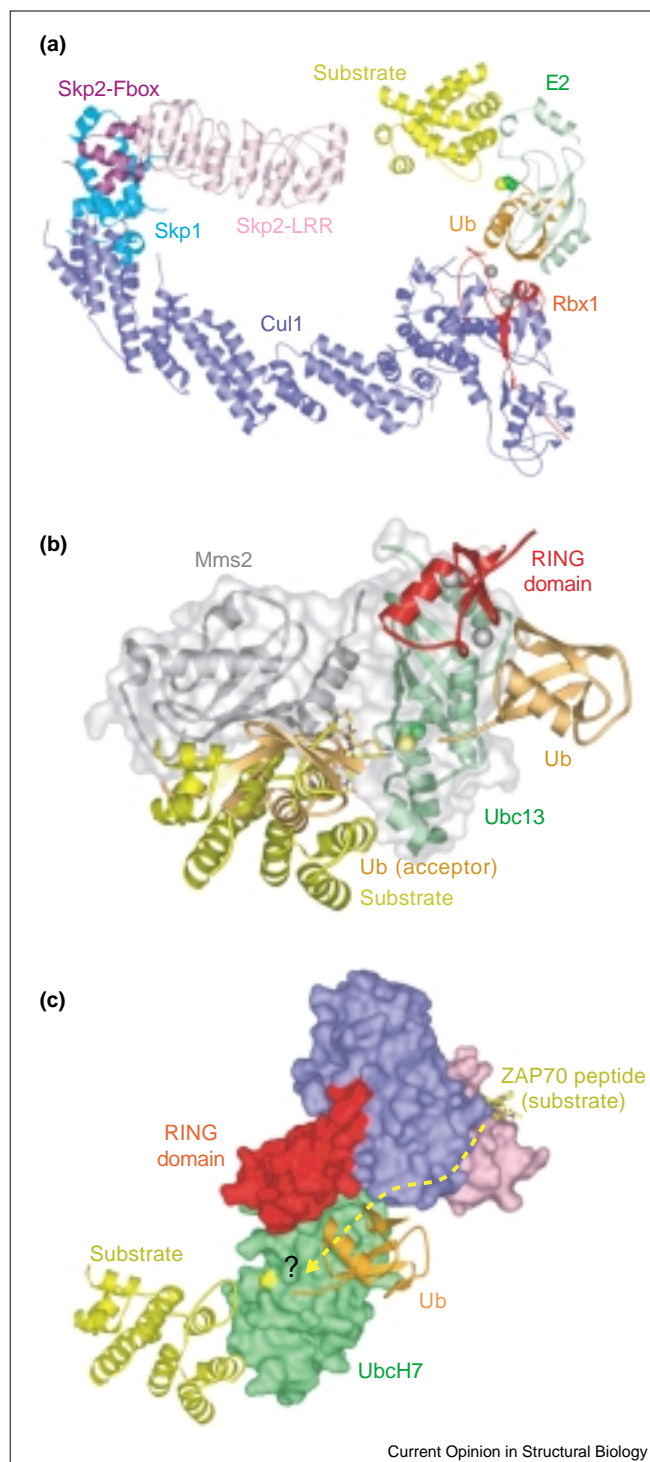 (a)
Substrate
Skp2-Fbox
E2
Skp2-LRR
Ub
Skp1
Rbx1
Cul1
(b)
Mms2
RING
domain
Ub
Ubc13
Ub (acceptor)
Substrate
(c)
ZAP70 peptide
(substrate)
RING
domain
Substrate
?
Ub
UbcH7
Current Opinion in Structural Biology